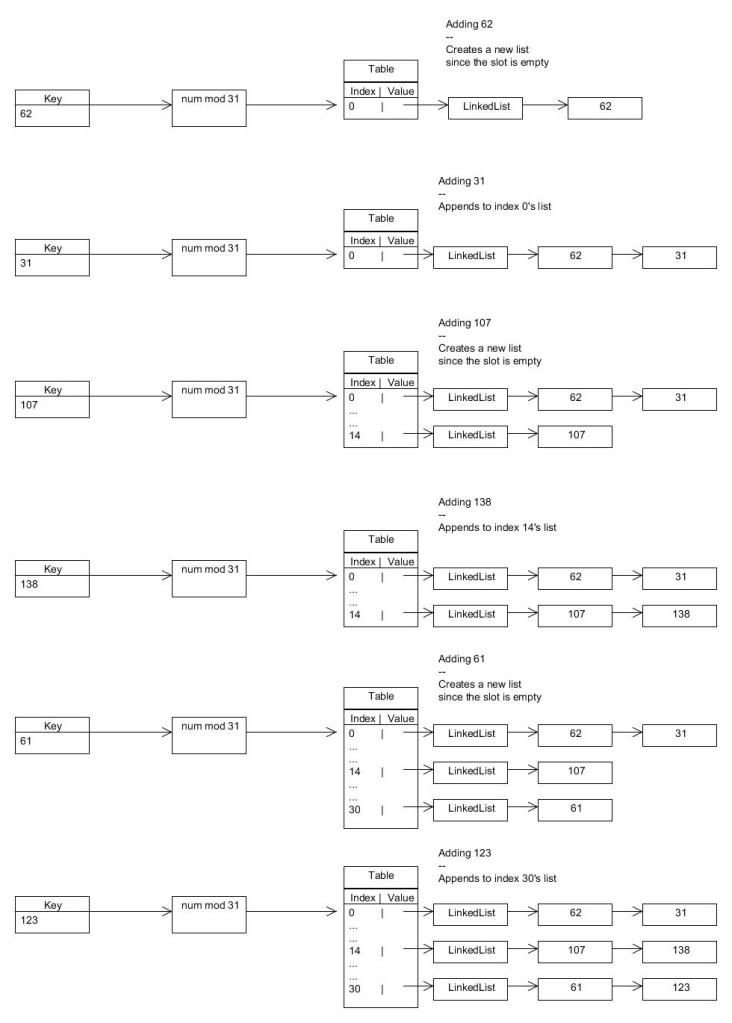 Adding 62
--
Creates a new list
since the slot is empty
Table
Key
num mod 31
Index | Value
62
0 |
LinkedList
62
Adding 31
--
Appends to index 0's list
Table
Key
num mod 31
Index | Value
31
0 |
LinkedList
62
31
Adding 107
--
Creates a new list
since the slot is empty
Table
Key
num mod 31
Index | Value
107
0 |
LinkedList
62
31
...
...
14 |
LinkedList
107
Adding 138
--
Appends to index 14's list
Table
Key
num mod 31
Index | Value
138
0 |
LinkedList
62
31
...
...
14 |
LinkedList
107
138
Adding 61
--
Creates a new list
since the slot is empty
Table
Key
num mod 31
Index | Value
61
0 |
LinkedList
62
31
...
...
14 |
LinkedList
107
...
...
30 |
LinkedList
61
Adding 123
--
Appends to index 30's list
Table
Key
num mod 31
Index | Value
123
0 |
LinkedList
62
31
...
...
14 |
LinkedList
107
138
...
...
30 |
LinkedList
61
123